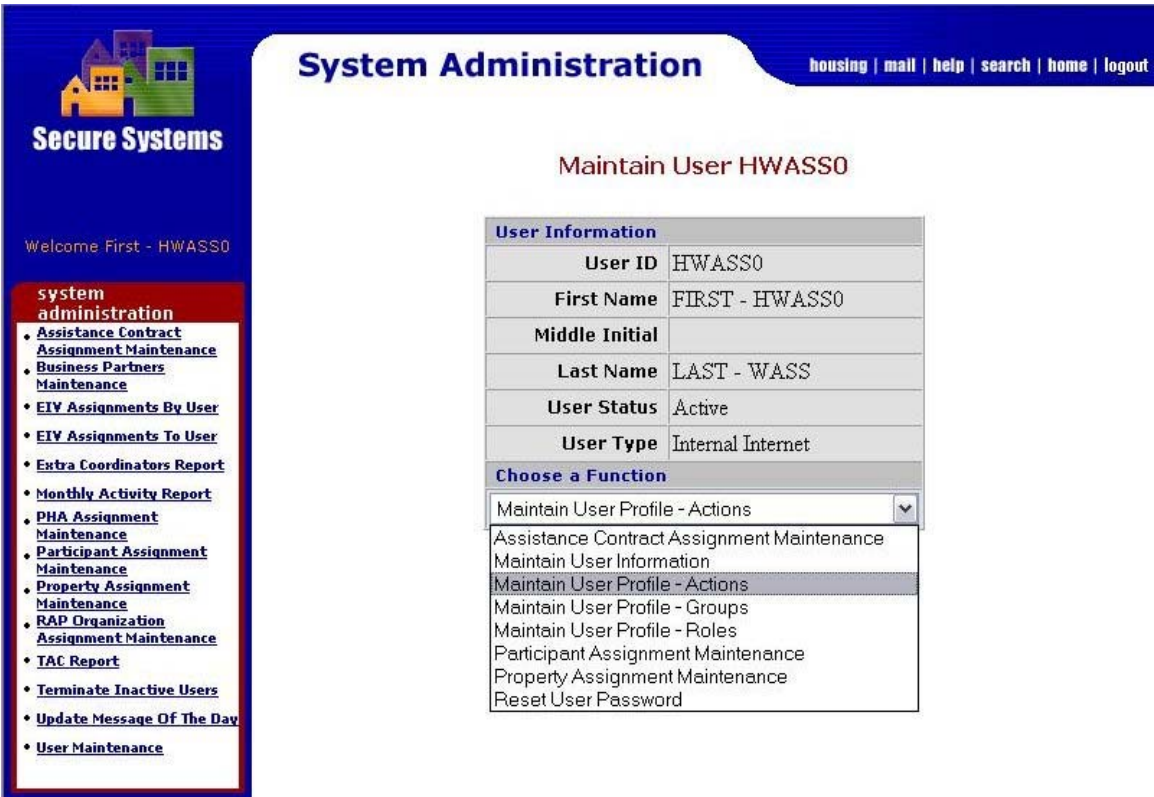 System Administration
housing | mail | help | search | home | logout
Secure Systems
Welcome First - HWASS0
system
administration
• Assistance Contract
Assignment Maintenance
• Business Partners
Maintenance
• EIV Assignments By User
• EIV Assignments To User
• Extra Coordinators Report
• Monthly Activity Report
• PHA Assignment
Maintenance
• Participant Assignment
Maintenance
• Property Assignment
Maintenance
• RAP Organization
Assignment Maintenance
• TAC Report
• Terminate Inactive Users
• Update Message Of The Day
• User Maintenance
Maintain User HWASS0
User Information
User ID HWASS0
First Name FIRST - HWASS0
Middle Initial
Last Name LAST - WASS
User Status Active
User Type Internal Internet
Choose a Function
Maintain User Profile - Actions
Assistance Contract Assignment Maintenance
Maintain User Information
Maintain User Profile - Actions
Maintain User Profile - Groups
Maintain User Profile - Roles
Participant Assignment Maintenance
Property Assignment Maintenance
Reset User Password